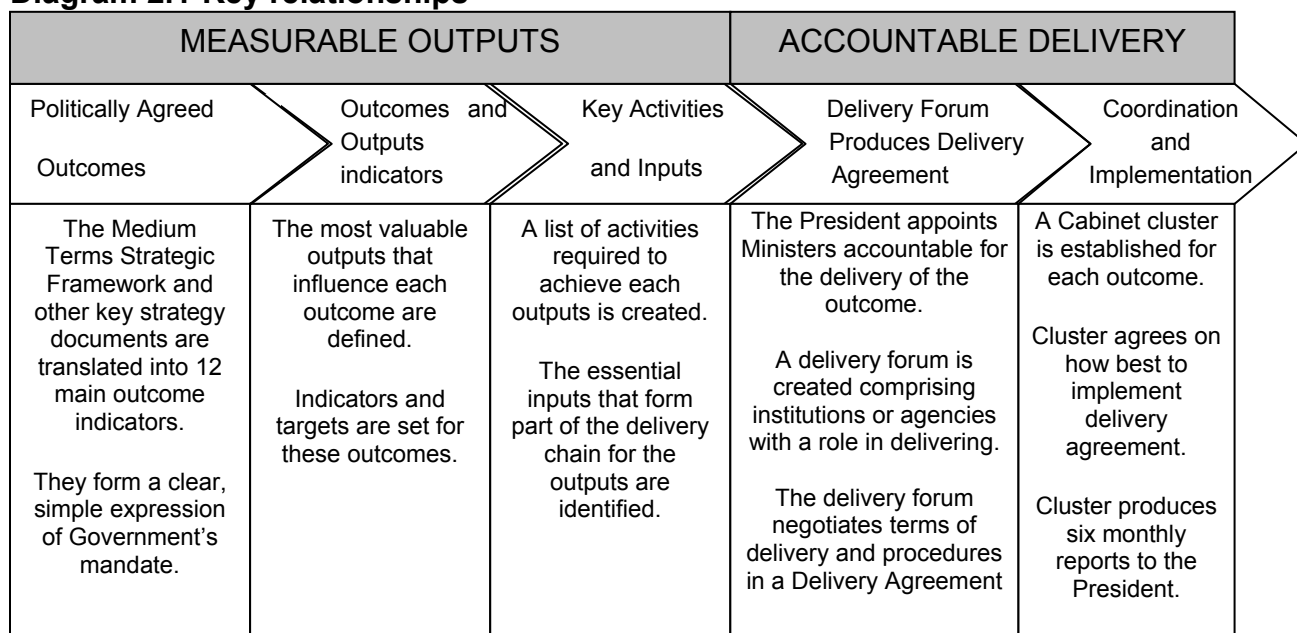 Diagram 2.1 Key relationships
MEASURABLE OUTPUTS
ACCOUNTABLE DELIVERY
Politically Agreed
Outcomes
Outcomes and
Outputs
indicators
Key Activities
and Inputs
Delivery Forum
Produces Delivery
Agreement
Coordination
and
Implementation
The Medium
Terms Strategic
Framework and
other key strategy
documents are
translated into 12
main outcome
indicators.
They form a clear,
simple expression
of Government’s
mandate.
The most valuable
outputs that
influence each
outcome are
defined.
Indicators and
targets are set for
these outcomes.
A list of activities
required to
achieve each
outputs is created.
The essential
inputs that form
part of the delivery
chain for the
outputs are
identified.
The President appoints
Ministers accountable for
the delivery of the
outcome.
A delivery forum is
created comprising
institutions or agencies
with a role in delivering.
The delivery forum
negotiates terms of
delivery and procedures
in a Delivery Agreement
A Cabinet cluster
is established for
each outcome.
Cluster agrees on
how best to
implement
delivery
agreement.
Cluster produces
six monthly
reports to the
President.